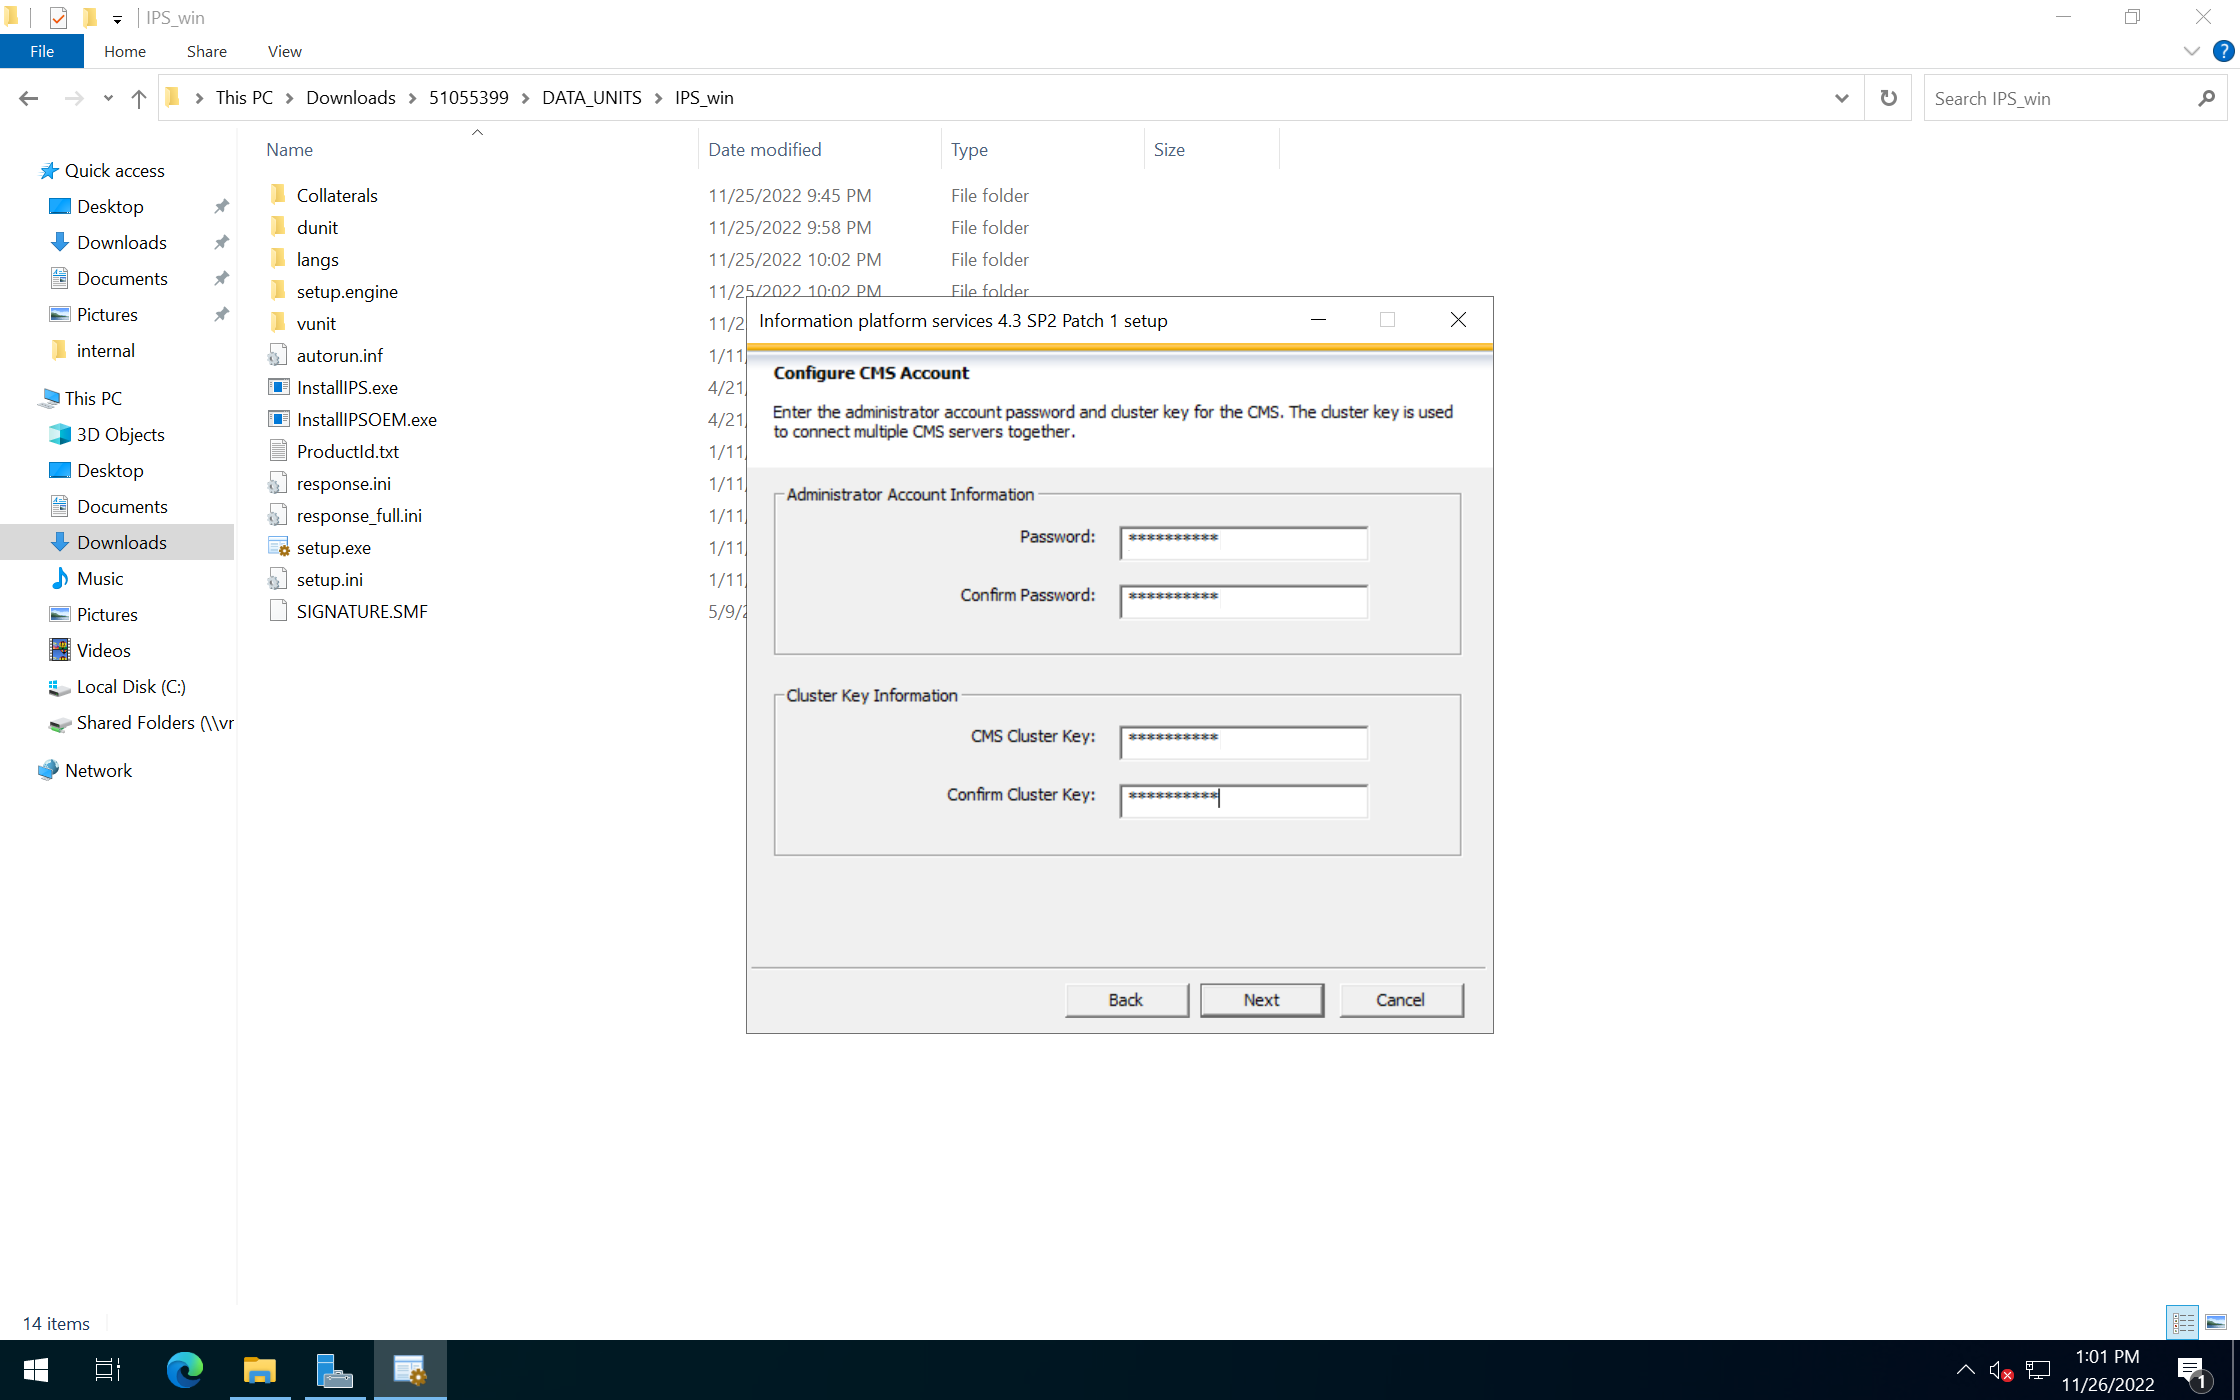 IPS_win
File Home Share View
This PC Downloads 51055399 DATA_UNITS IPS_win
Search IPS_win
Name Date modified Type Size
Quick access
Desktop
Downloads
Documents
Pictures
internal
This PC
3D Objects
Desktop
Documents
Downloads
Music
Pictures
Videos
Local Disk (C:)
Shared Folders (\\vr
Network
Collaterals 11/25/2022 9:45 PM File folder
dunit 11/25/2022 9:58 PM File folder
langs 11/25/2022 10:02 PM File folder
setup.engine 11/25/2022 10:02 PM File folder
vunit 11/2
autorun.inf 1/11/
InstallIPS.exe 4/21/
InstallIPSOEM.exe 4/21/
ProductId.txt 1/11/
response.ini 1/11/
response_full.ini 1/11/
setup.exe 1/11/
setup.ini 1/11/
SIGNATURE.SMF 5/9/2
Information platform services 4.3 SP2 Patch 1 setup
Configure CMS Account
Enter the administrator account password and cluster key for the CMS. The cluster key is used
to connect multiple CMS servers together.
Administrator Account Information
Password: **********
Confirm Password: **********
Cluster Key Information
CMS Cluster Key: **********
Confirm Cluster Key: **********
Back Next Cancel
14 items
1:01 PM
11/26/2022
1